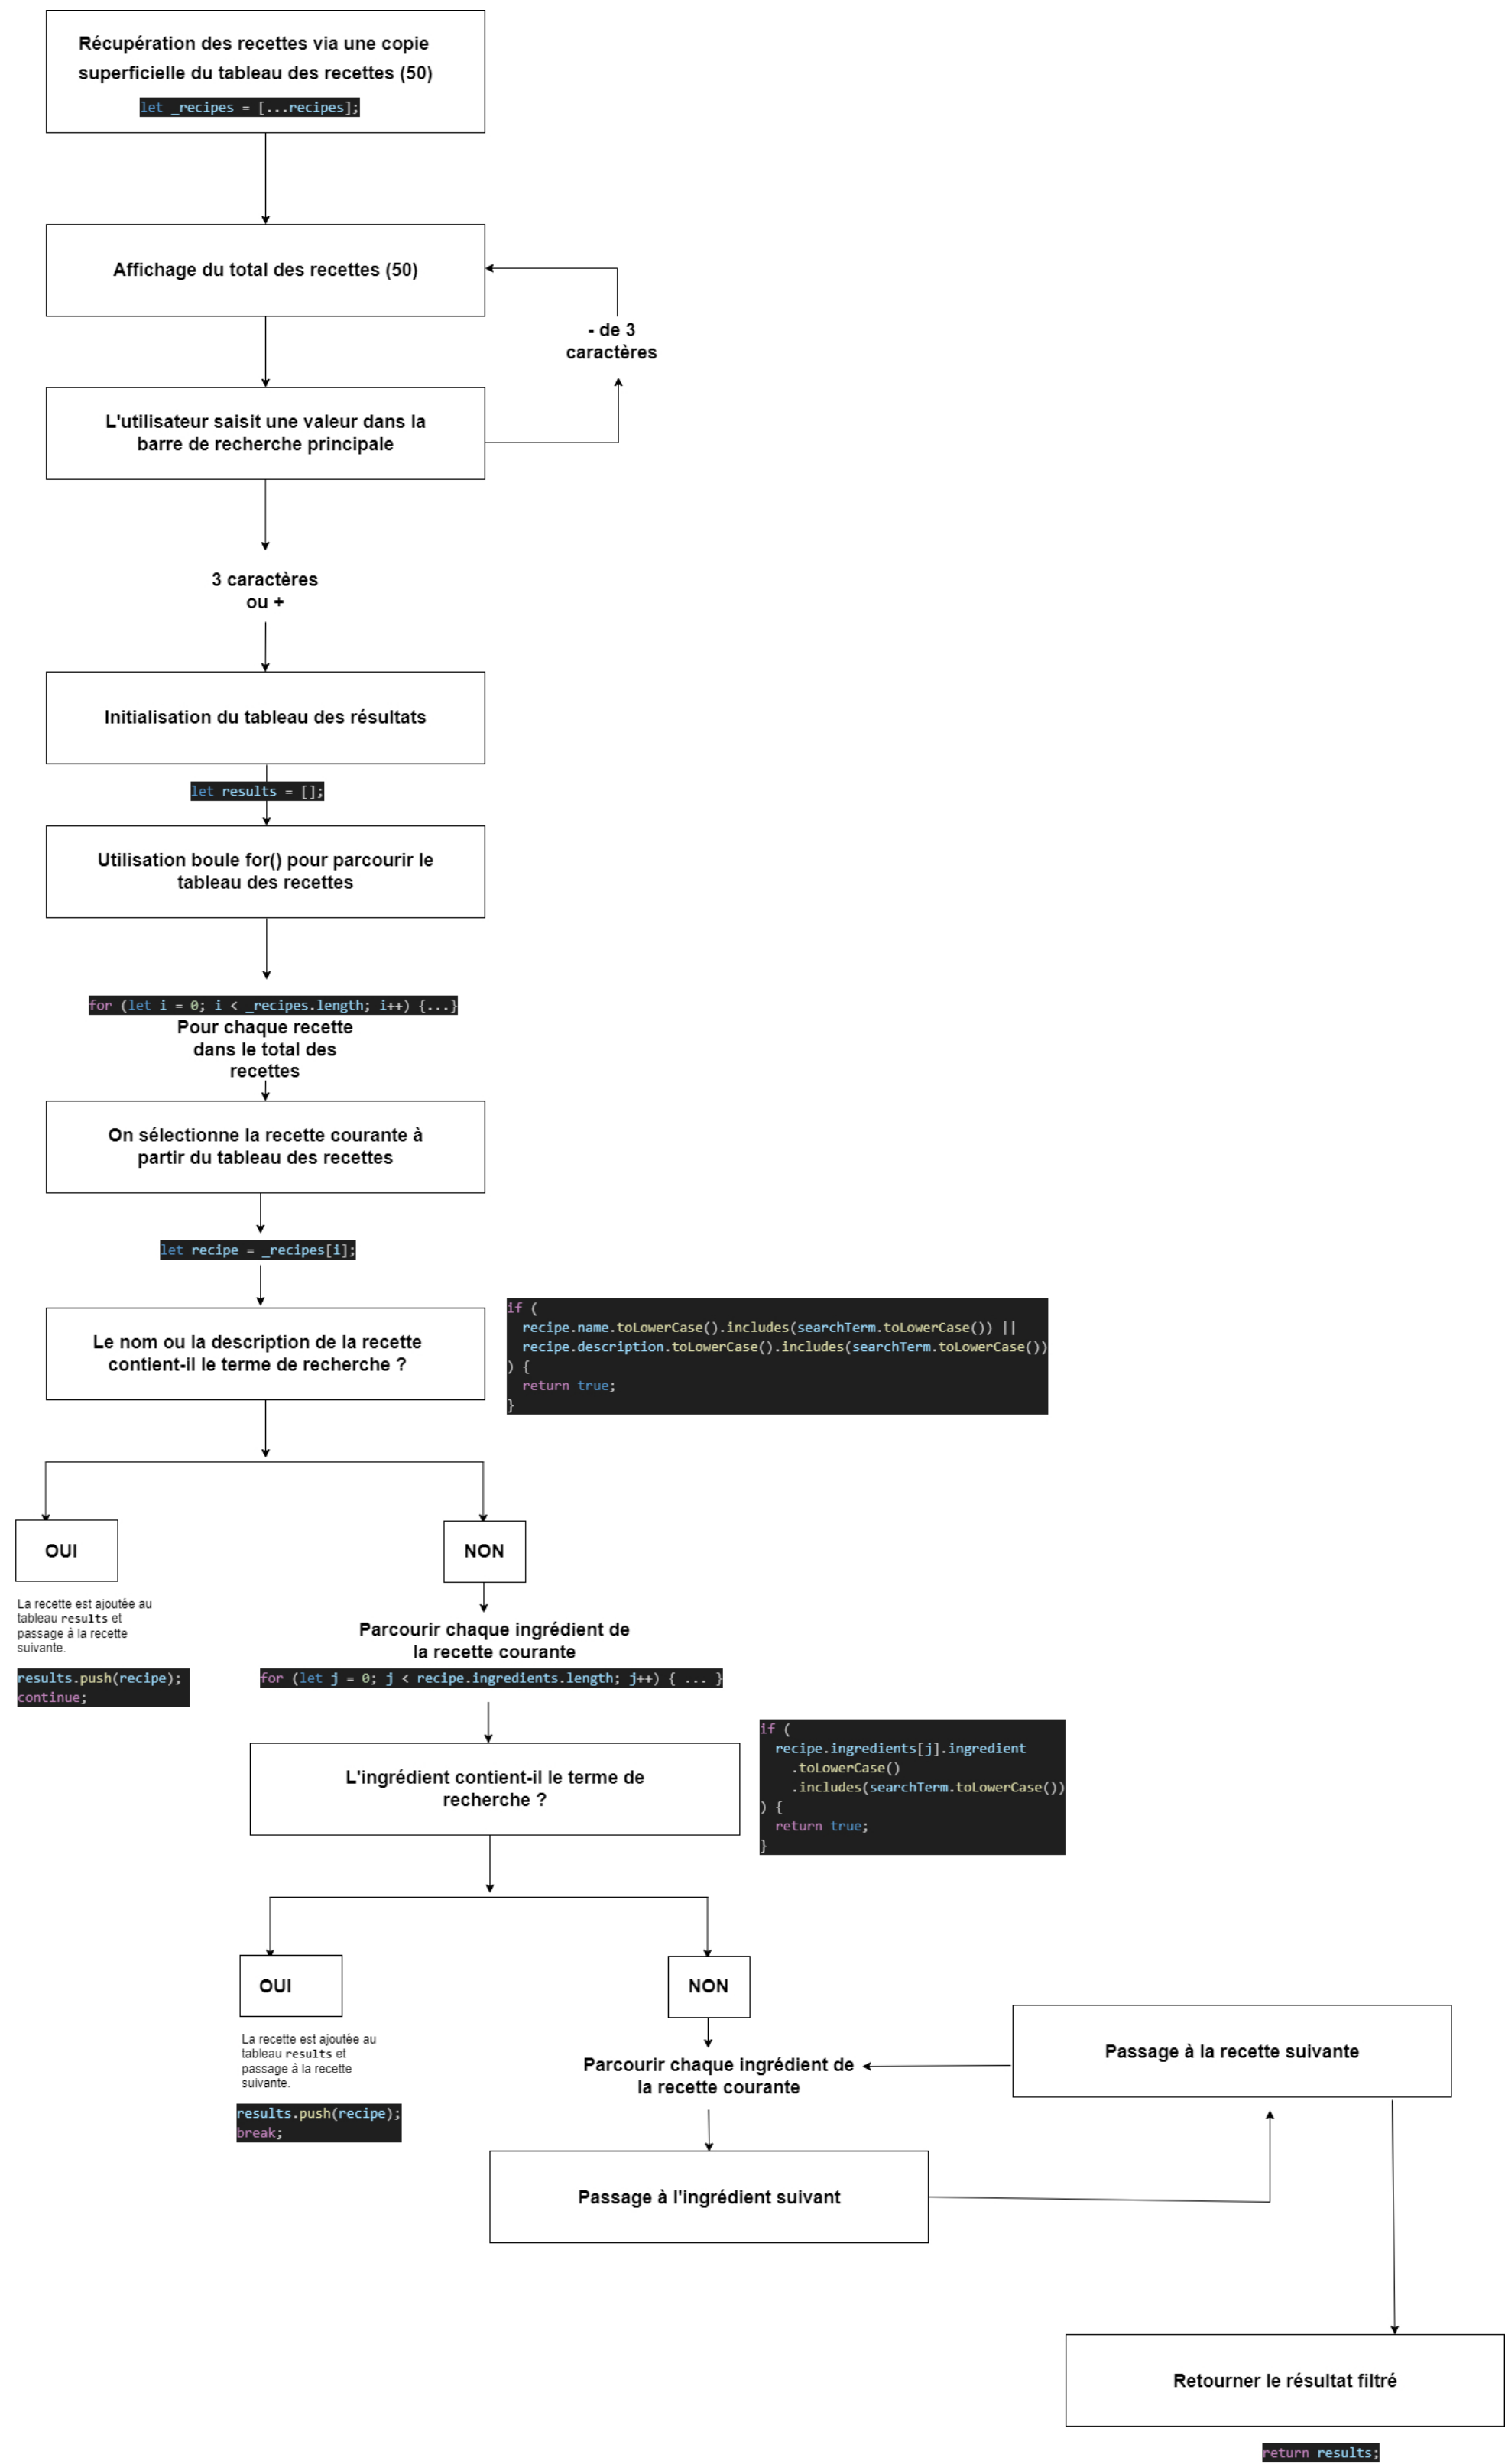 Récupération des recettes via une copie
superficielle du tableau des recettes (50)
let _recipes = [...recipes];
Affichage du total des recettes (50)
- de 3
caractères
L'utilisateur saisit une valeur dans la
barre de recherche principale
3 caractères
ou +
Initialisation du tableau des résultats
let results = [];
Utilisation boule for() pour parcourir le
tableau des recettes
for (let i = 0; i < _recipes.length; i++) {...}
Pour chaque recette
dans le total des
recettes
On sélectionne la recette courante à
partir du tableau des recettes
let recipe = _recipes[i];
Le nom ou la description de la recette
contient-il le terme de recherche ?
if (
recipe.name.toLowerCase().includes(searchTerm.toLowerCase()) ||
recipe.description.toLowerCase().includes(searchTerm.toLowerCase())
) {
return true;
}
OUI
La recette est ajoutée au
tableau results et
passage à la recette
suivante.
results.push(recipe);
continue;
NON
Parcourir chaque ingrédient de
la recette courante
for (let j = 0; j < recipe.ingredients.length; j++) { ... }
L'ingrédient contient-il le terme de
recherche ?
if (
recipe.ingredients[j].ingredient
.toLowerCase()
.includes(searchTerm.toLowerCase())
) {
return true;
}
OUI
La recette est ajoutée au
tableau results et
passage à la recette
suivante.
results.push(recipe);
break;
NON
Parcourir chaque ingrédient de
la recette courante
Passage à la recette suivante
Passage à l'ingrédient suivant
Retourner le résultat filtré
return results;